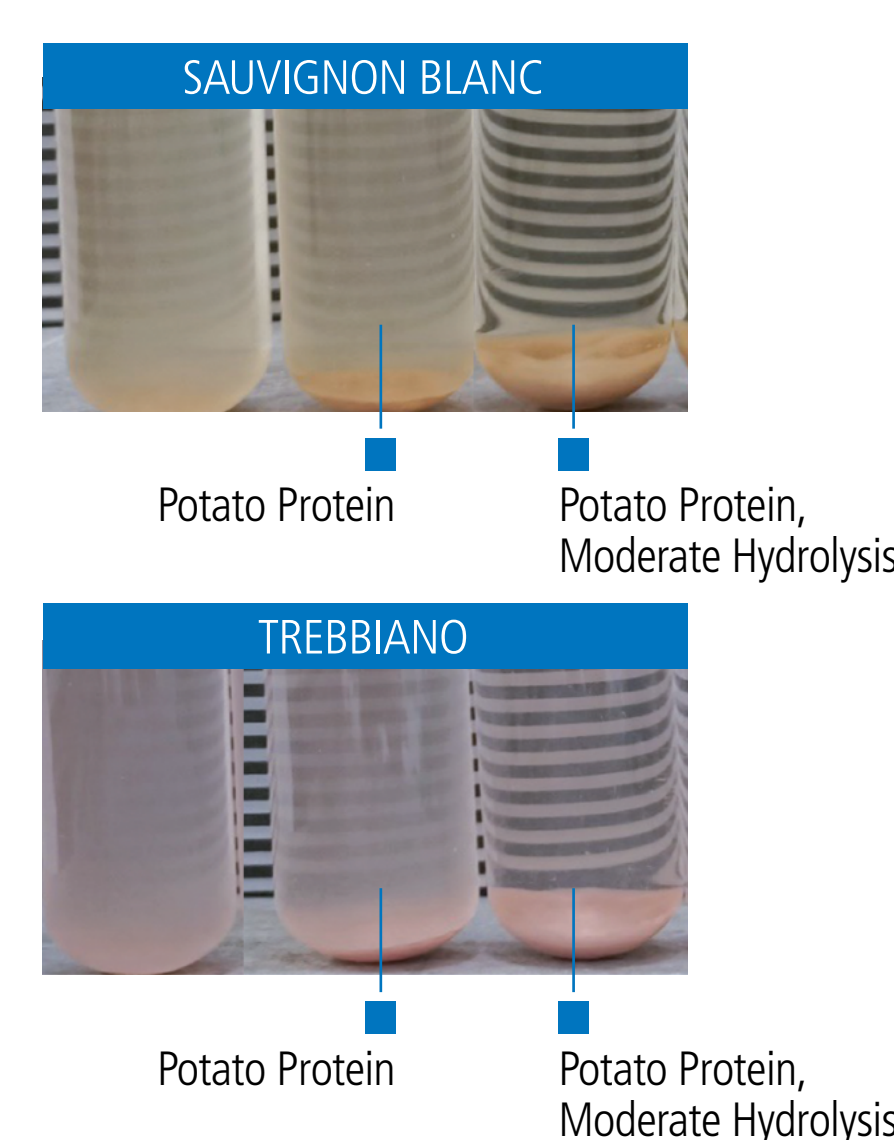 SAUVIGNON BLANC
Potato Protein
Potato Protein,
Moderate Hydrolysis
TREBBIANO
Potato Protein
Potato Protein,
Moderate Hydrolysis